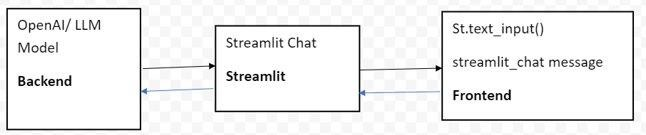 OpenAI/ LLM
Model
Backend
Streamlit Chat
Streamlit
St.text_input()
streamlit_chat message
Frontend